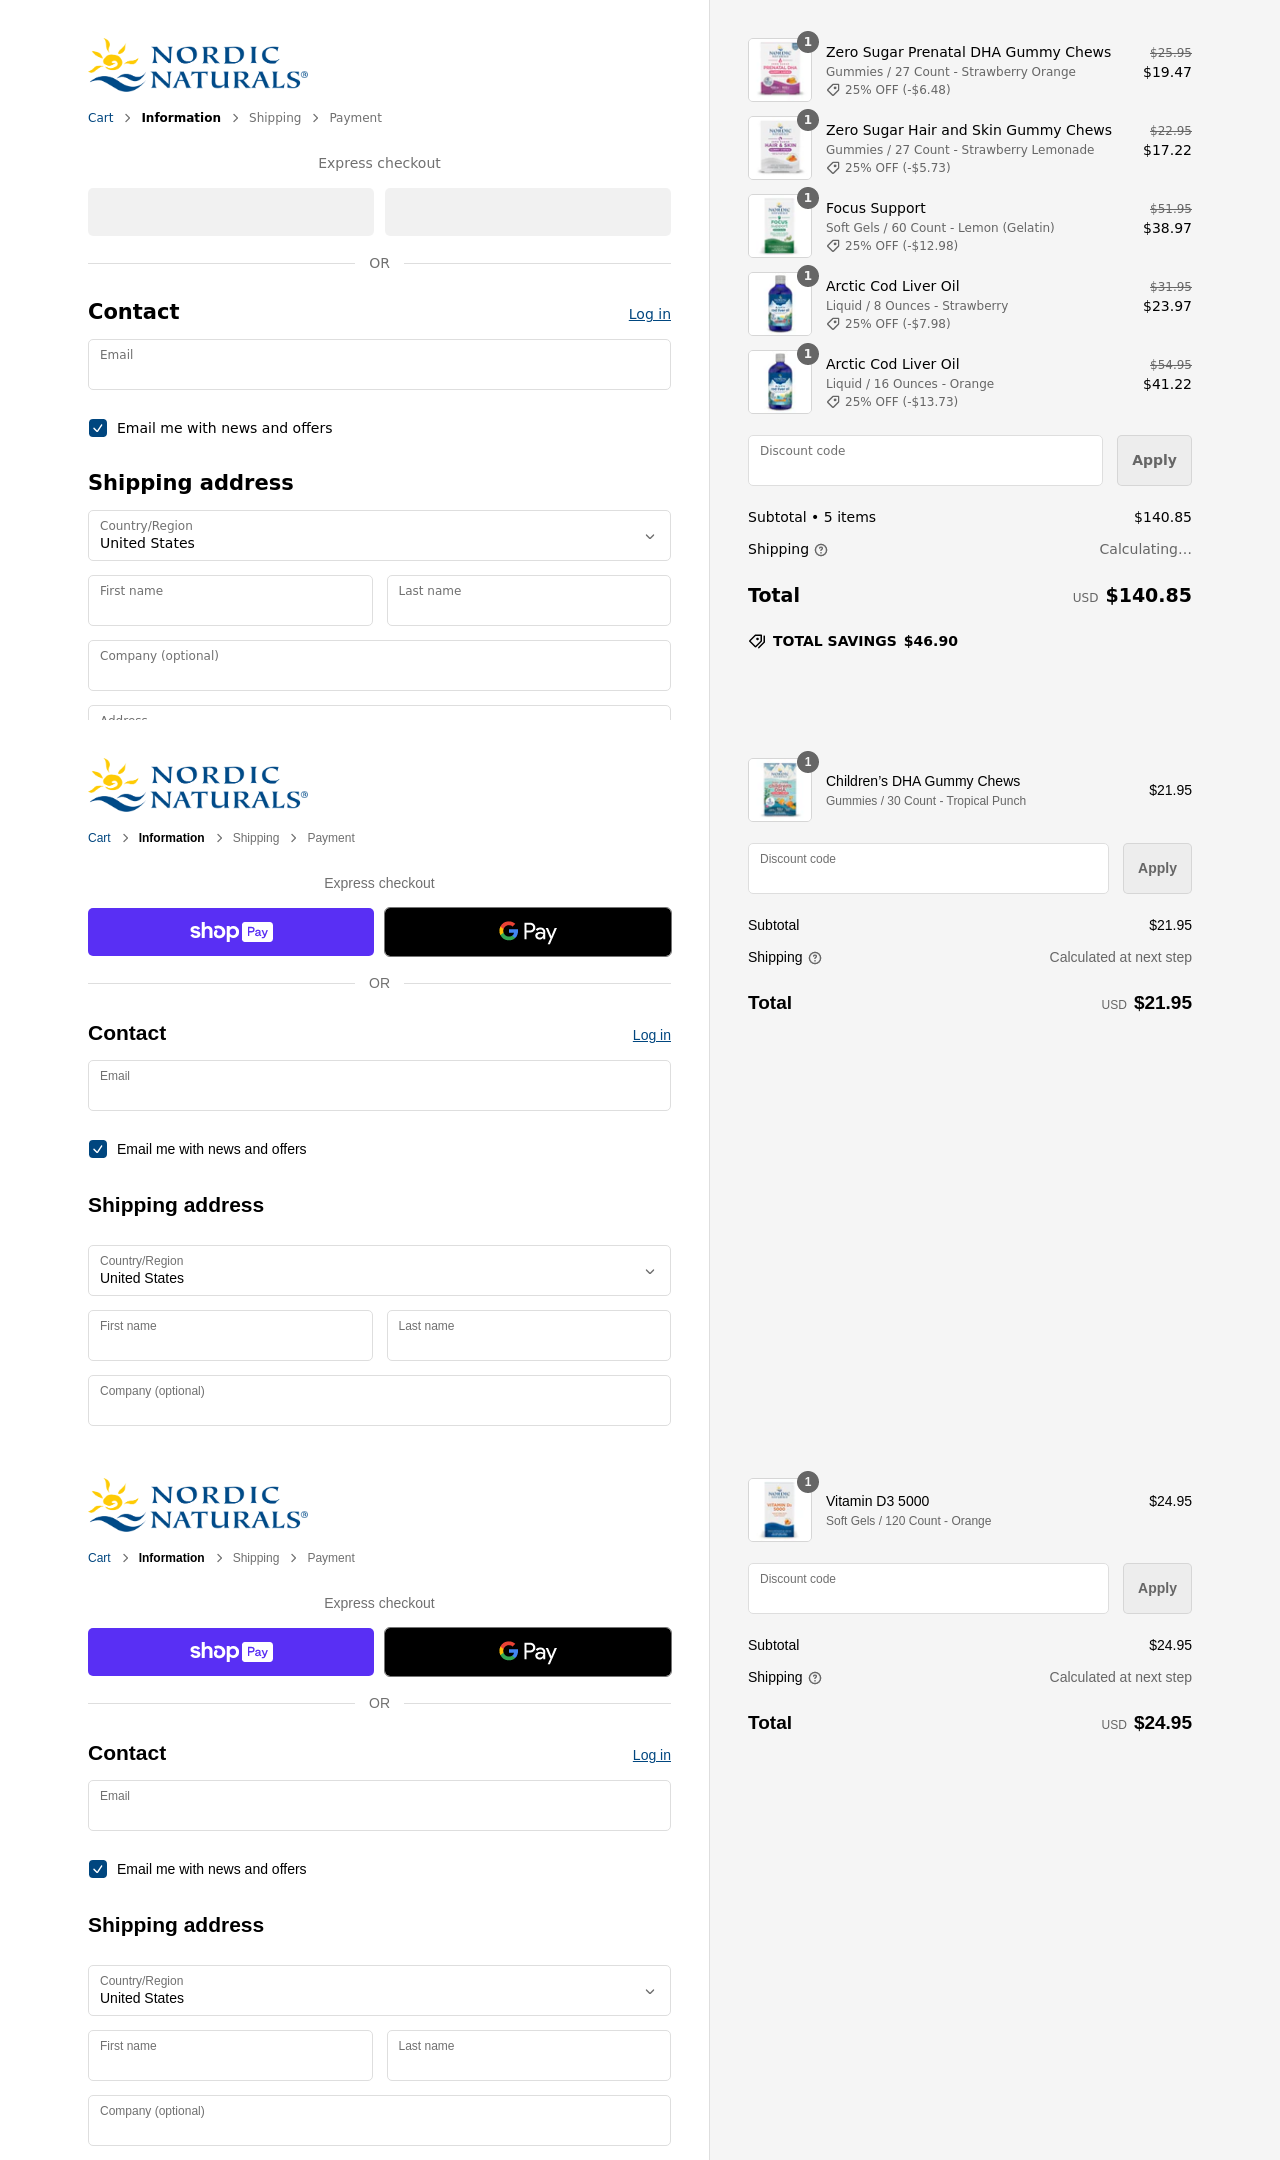 NORDIC
NATURALS®
Cart > Information > Shipping > Payment
Express checkout
OR
Contact
Log in
Email
Email me with news and offers
Shipping address
Country/Region
United States
First name
Last name
Company (optional)
Address
1
Zero Sugar Prenatal DHA Gummy Chews
$25.95
Gummies / 27 Count - Strawberry Orange
$19.47
25% OFF (-$6.48)
1
Zero Sugar Hair and Skin Gummy Chews
$22.95
Gummies / 27 Count - Strawberry Lemonade
$17.22
25% OFF (-$5.73)
1
Focus Support
$51.95
Soft Gels / 60 Count - Lemon (Gelatin)
$38.97
25% OFF (-$12.98)
1
Arctic Cod Liver Oil
$31.95
Liquid / 8 Ounces - Strawberry
$23.97
25% OFF (-$7.98)
1
Arctic Cod Liver Oil
$54.95
Liquid / 16 Ounces - Orange
$41.22
25% OFF (-$13.73)
Discount code
Apply
Subtotal • 5 items
$140.85
Shipping
Calculating...
Total
USD $140.85
TOTAL SAVINGS $46.90
NORDIC
NATURALS®
Cart > Information > Shipping > Payment
Express checkout
shop Pay
G Pay
OR
Contact
Log in
Email
Email me with news and offers
Shipping address
Country/Region
United States
First name
Last name
Company (optional)
1
Children's DHA Gummy Chews
Gummies / 30 Count - Tropical Punch
$21.95
Discount code
Apply
Subtotal
$21.95
Shipping
Calculated at next step
Total
USD $21.95
NORDIC
NATURALS®
Cart > Information > Shipping > Payment
Express checkout
shop Pay
G Pay
OR
Contact
Log in
Email
Email me with news and offers
Shipping address
Country/Region
United States
First name
Last name
Company (optional)
1
Vitamin D3 5000
Soft Gels / 120 Count - Orange
$24.95
Discount code
Apply
Subtotal
$24.95
Shipping
Calculated at next step
Total
USD $24.95